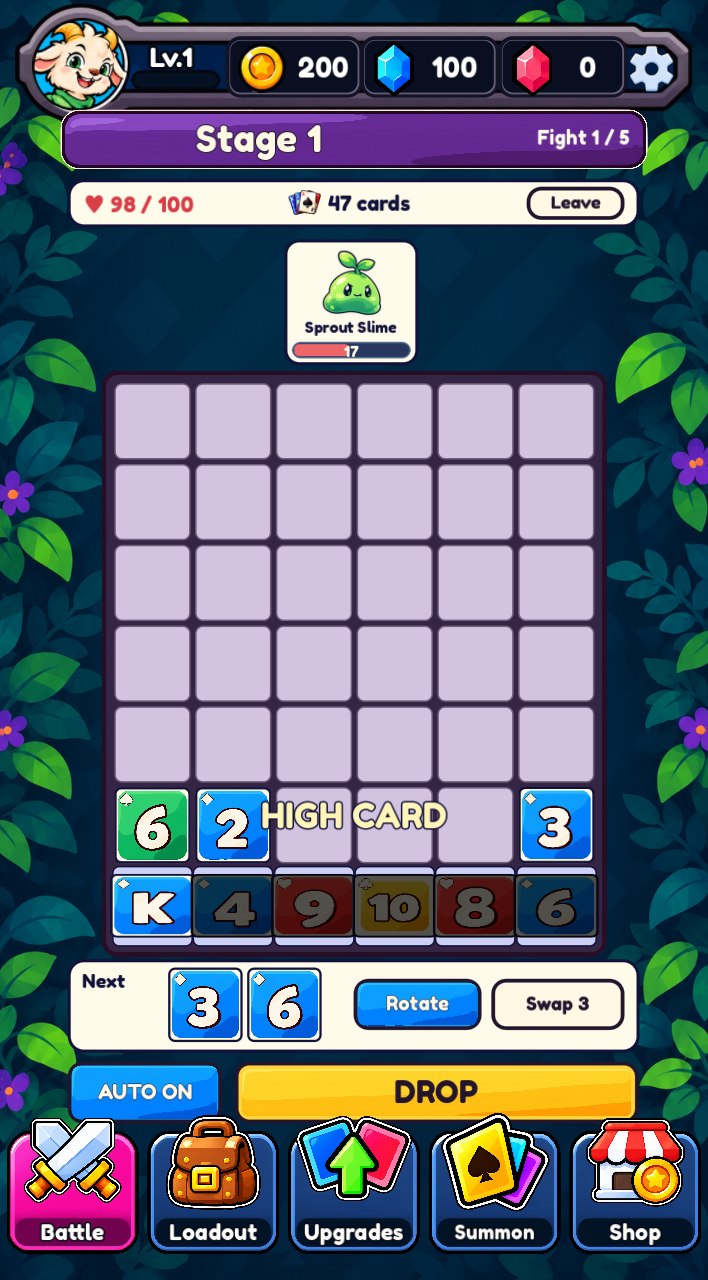 Lv.1
200
100
0
Stage 1
Fight 1 / 5
98 / 100
47 cards
Leave
Sprout Slime
17
6
2
HIGH CARD
3
K
4
9
10
8
6
Next
3
6
Rotate
Swap 3
AUTO ON
DROP
Battle
Loadout
Upgrades
Summon
Shop